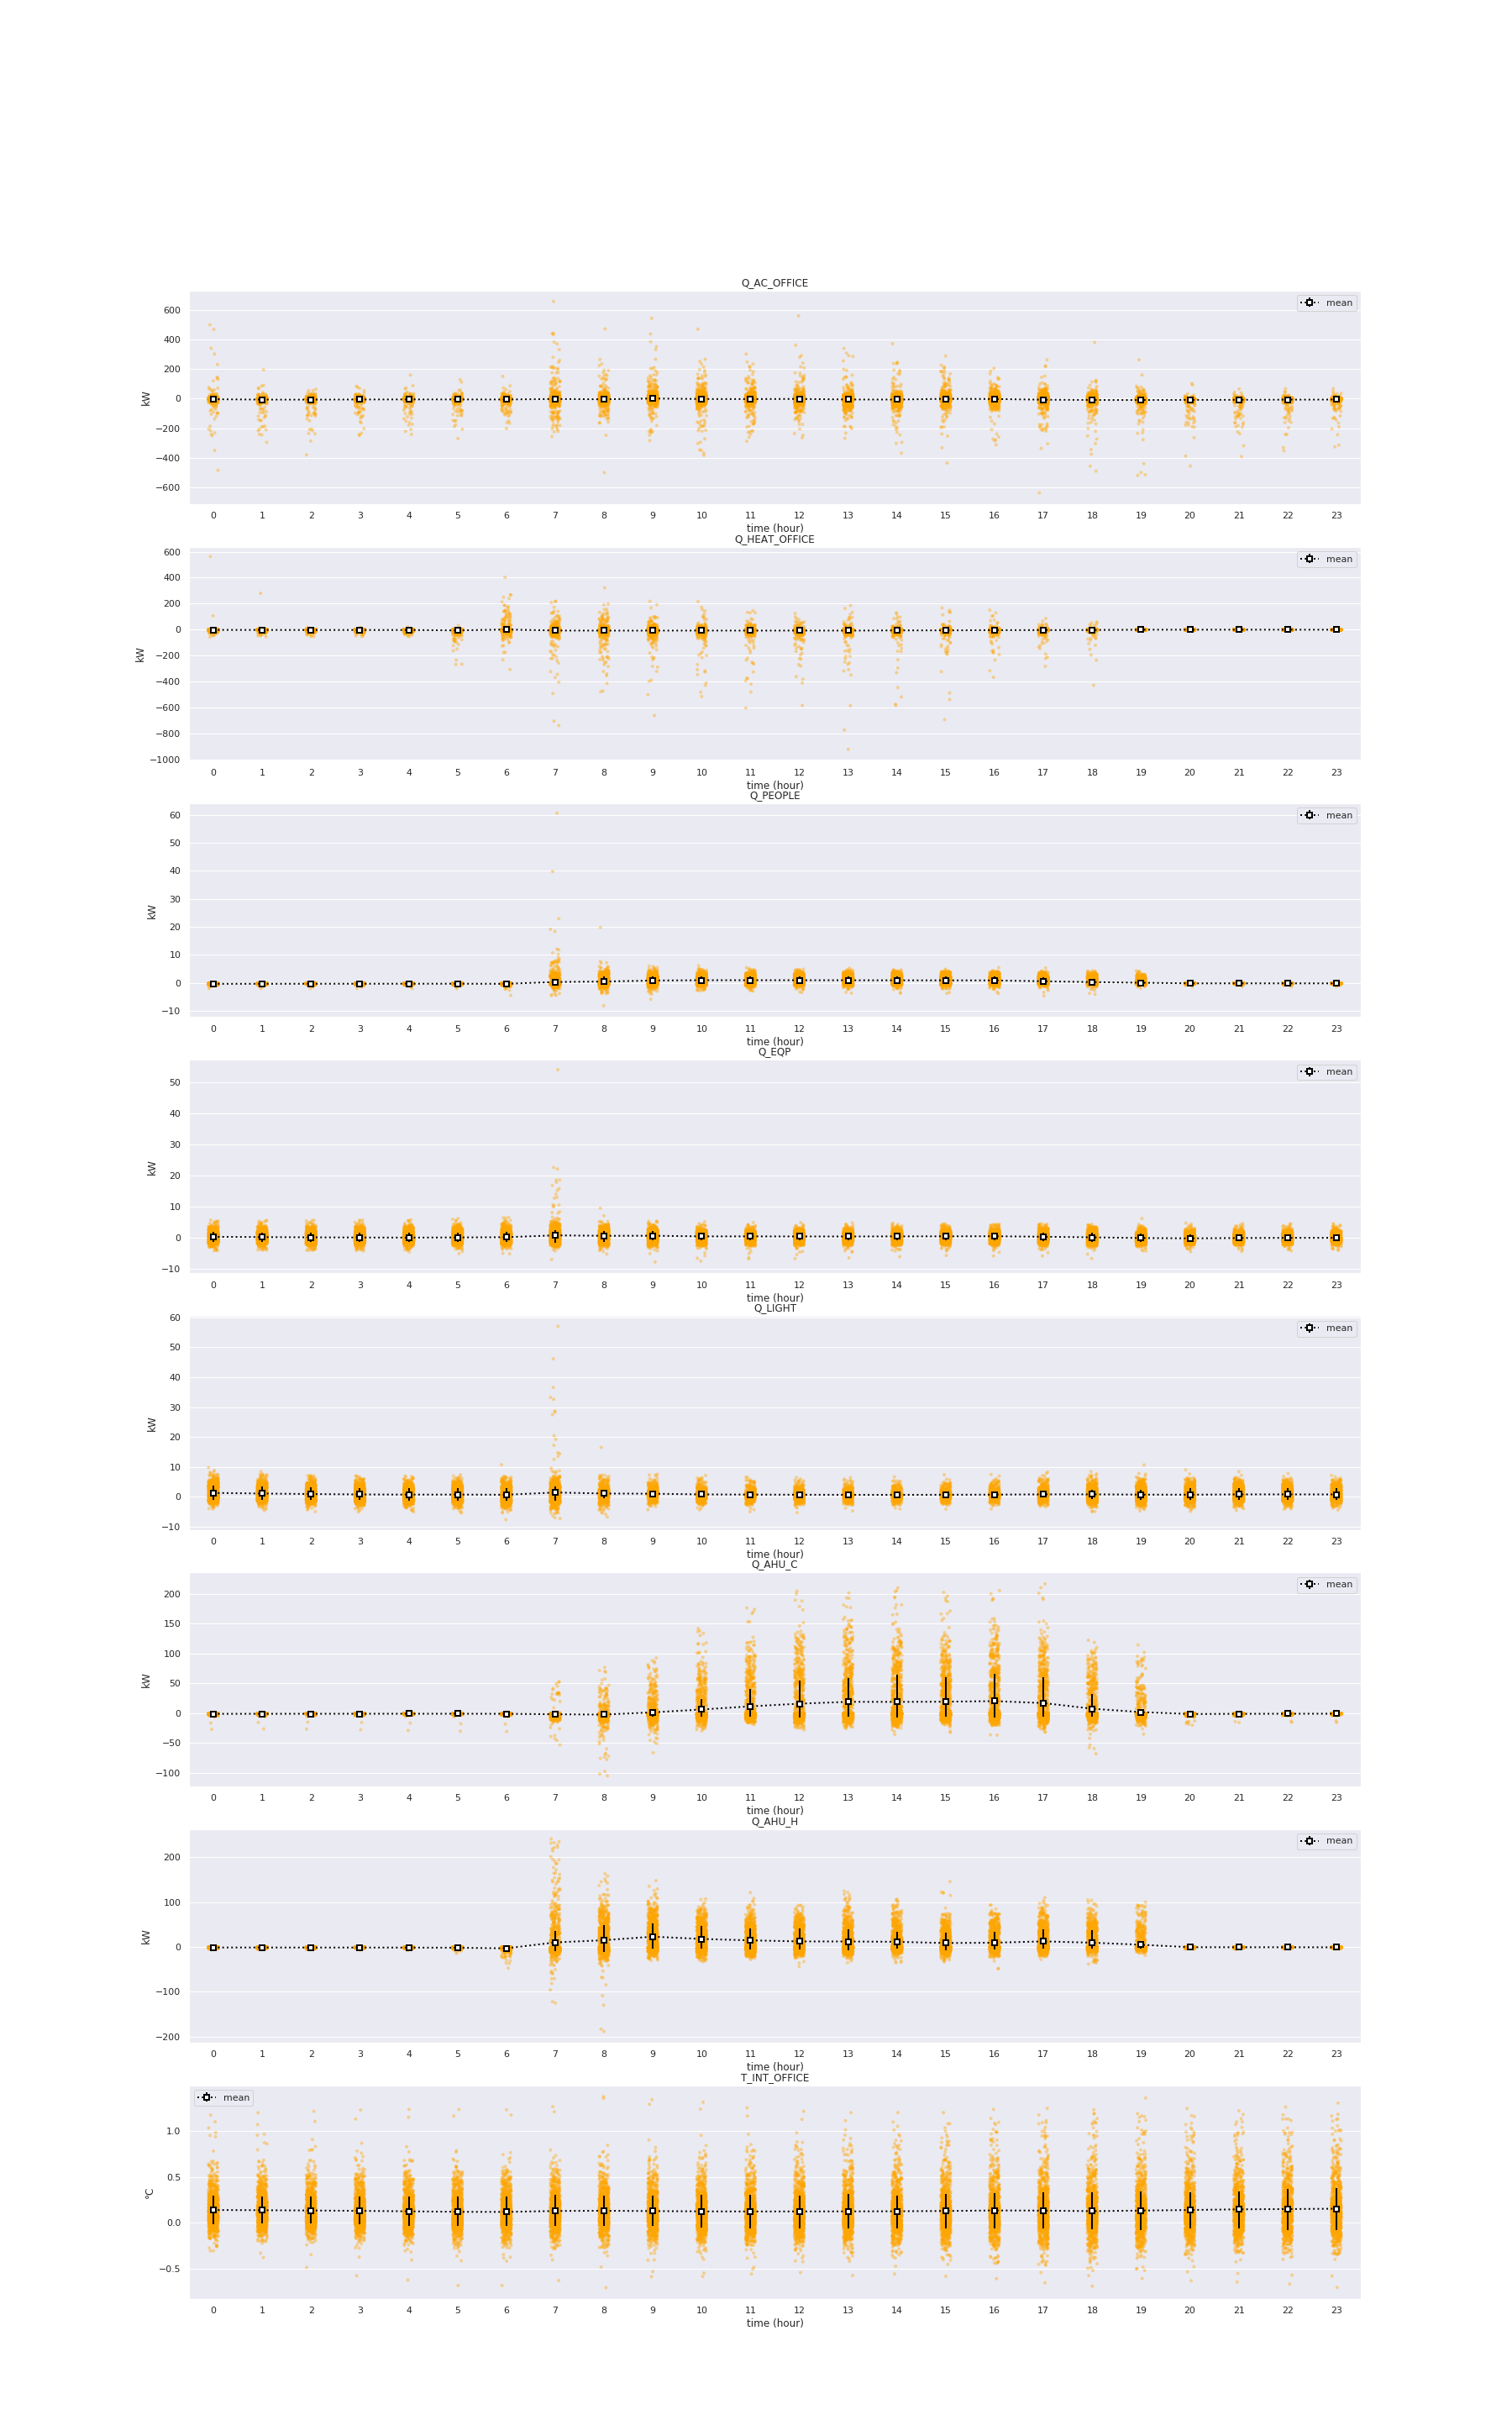 Q_AC_OFFICE
mean
600
400
200
0
−200
−400
−600
kW
0 1 2 3 4 5 6 7 8 9 10 11 12 13 14 15 16 17 18 19 20 21 22 23
time (hour)
Q_HEAT_OFFICE
mean
600
400
200
0
−200
−400
−600
−800
−1000
kW
0 1 2 3 4 5 6 7 8 9 10 11 12 13 14 15 16 17 18 19 20 21 22 23
time (hour)
Q_PEOPLE
mean
60
50
40
30
20
10
0
−10
kW
0 1 2 3 4 5 6 7 8 9 10 11 12 13 14 15 16 17 18 19 20 21 22 23
time (hour)
Q_EQP
mean
50
40
30
20
10
0
−10
kW
0 1 2 3 4 5 6 7 8 9 10 11 12 13 14 15 16 17 18 19 20 21 22 23
time (hour)
Q_LIGHT
mean
60
50
40
30
20
10
0
−10
kW
0 1 2 3 4 5 6 7 8 9 10 11 12 13 14 15 16 17 18 19 20 21 22 23
time (hour)
Q_AHU_C
mean
200
150
100
50
0
−50
−100
kW
0 1 2 3 4 5 6 7 8 9 10 11 12 13 14 15 16 17 18 19 20 21 22 23
time (hour)
Q_AHU_H
mean
200
100
0
−100
−200
kW
0 1 2 3 4 5 6 7 8 9 10 11 12 13 14 15 16 17 18 19 20 21 22 23
time (hour)
T_INT_OFFICE
mean
1.0
0.5
0.0
−0.5
°C
0 1 2 3 4 5 6 7 8 9 10 11 12 13 14 15 16 17 18 19 20 21 22 23
time (hour)